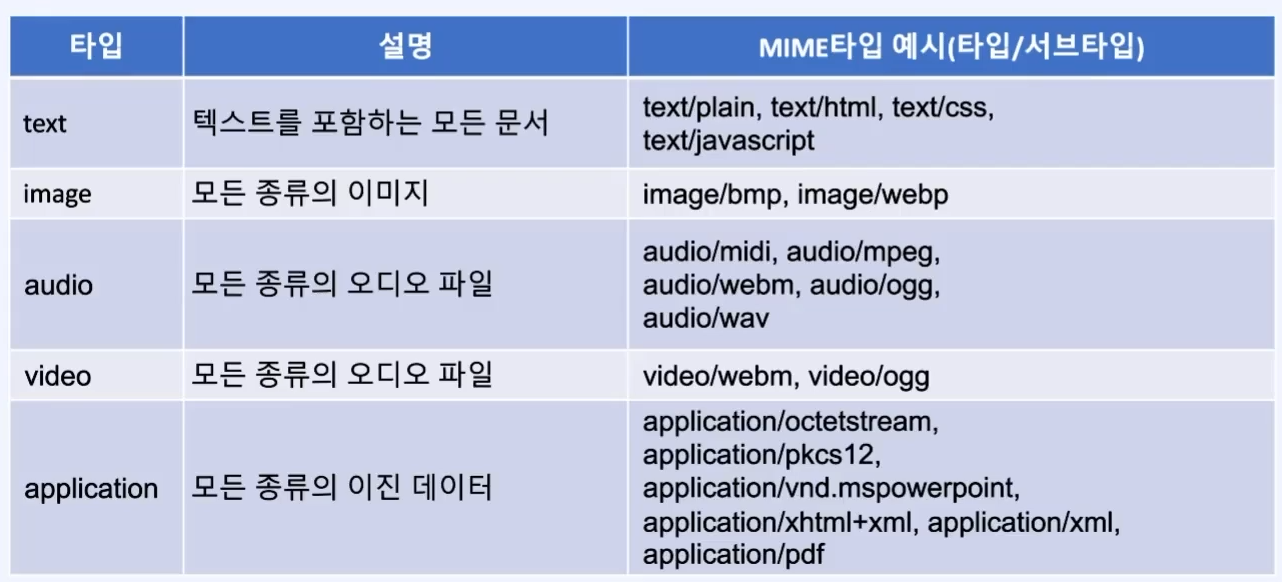 타입
설명
MIME타입 예시(타입/서브타입)
text
텍스트를 포함하는 모든 문서
text/plain, text/html, text/css,
text/javascript
image
모든 종류의 이미지
image/bmp, image/webp
audio
모든 종류의 오디오 파일
audio/midi, audio/mpeg,
audio/webm, audio/ogg,
audio/wav
video
모든 종류의 오디오 파일
video/webm, video/ogg
application
모든 종류의 이진 데이터
application/octetstream,
application/pkcs12,
application/vnd.mspowerpoint,
application/xhtml+xml, application/xml,
application/pdf